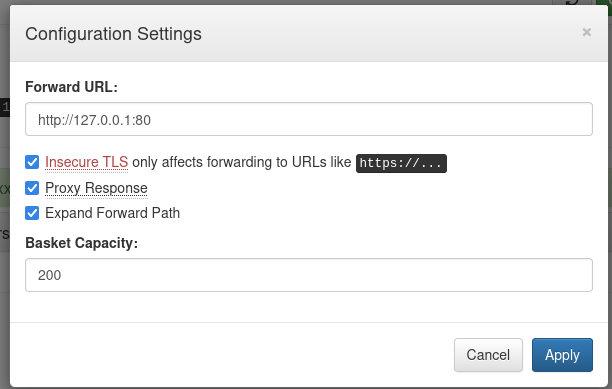 Configuration Settings
×
Forward URL:
http://127.0.0.1:80
Insecure TLS only affects forwarding to URLs like https://...
Proxy Response
Expand Forward Path
Basket Capacity:
200
Cancel
Apply